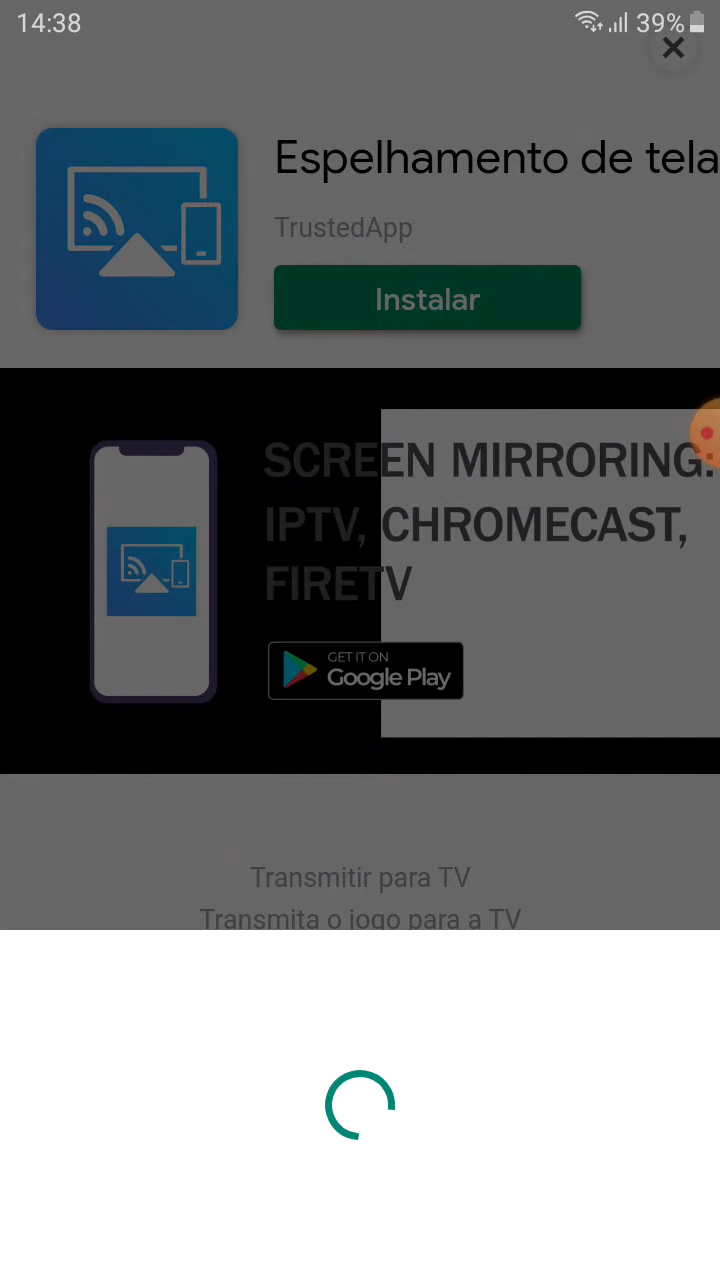 14:38
39%
Espelhamento de tela
TrustedApp
Instalar
SCREEN MIRRORING:
IPTV, CHROMECAST,
FIRETV
GET IT ON
Google Play
Transmitir para TV
Transmita o jogo para a TV